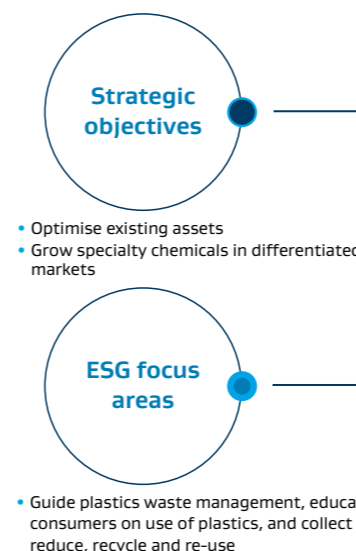 Strategic
objectives
• Optimise existing assets
• Grow specialty chemicals in differentiated
markets
ESG focus
areas
• Guide plastics waste management, educa
consumers on use of plastics, and collect
reduce, recycle and re-use